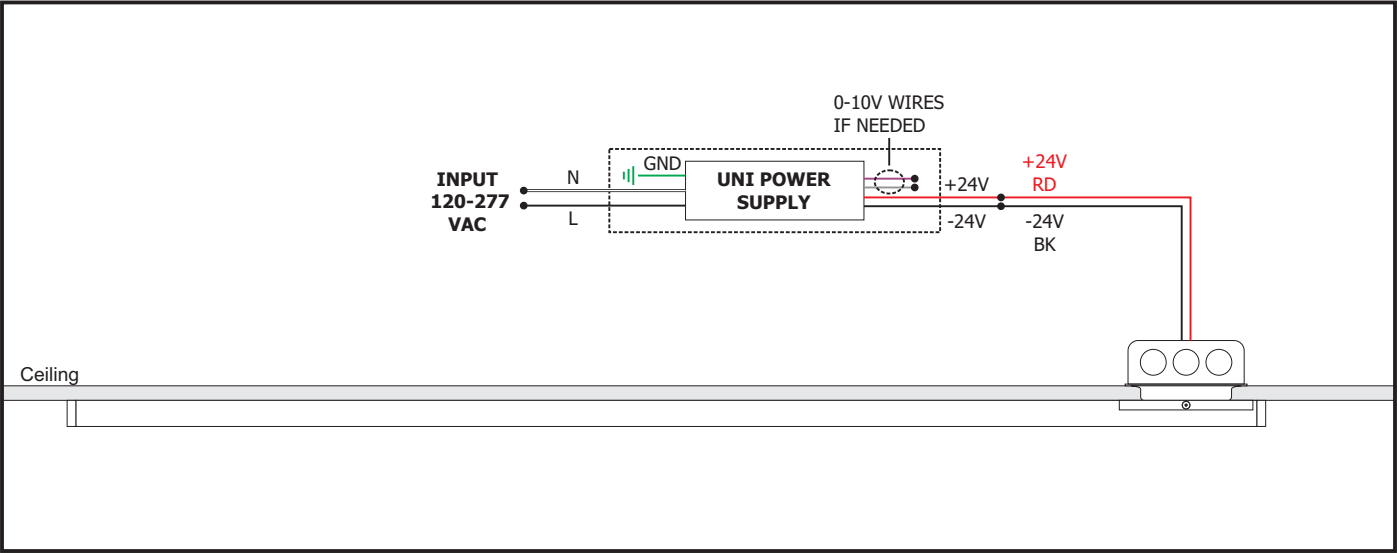 0-10V WIRES
IF NEEDED
INPUT
120-277
VAC
N
L
GND
UNI POWER
SUPPLY
+24V
-24V
+24V
RD
-24V
BK
Ceiling